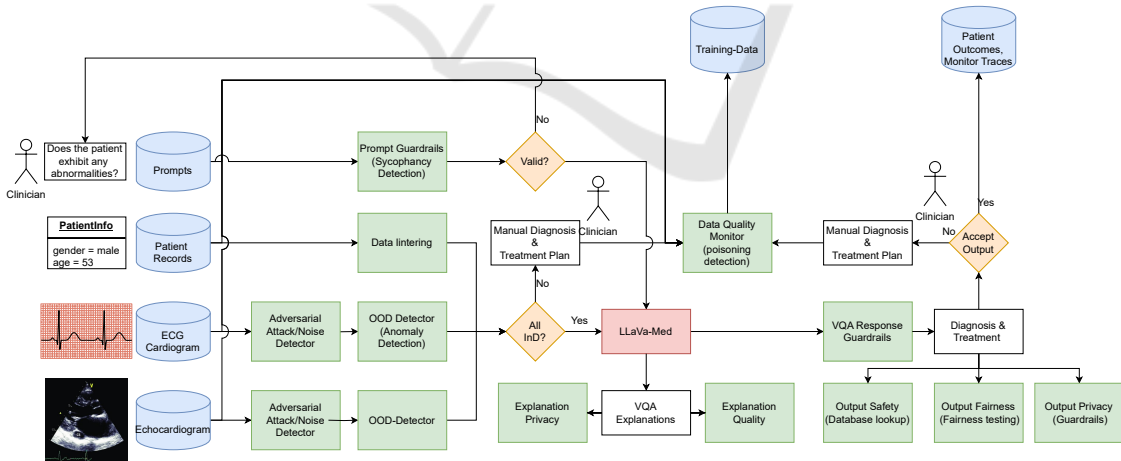 Training-Data
Patient
Outcomes,
Monitor Traces
No
Yes
Clinician
Does the patient
exhibit any
abnormalities?
Prompts
Prompt Guardrails
(Sycophancy
Detection)
Valid?
Clinician
Clinician
PatientInfo
gender = male
age = 53
Patient
Records
Data lintering
Manual Diagnosis
&
Treatment Plan
Data Quality
Monitor
(poisoning
detection)
Manual Diagnosis
&
Treatment Plan
No
Accept
Output
No
ECG
Cardiogram
Adversarial
Attack/Noise
Detector
OOD Detector
(Anomaly
Detection)
All
InD?
Yes
LLaVa-Med
VQA Response
Guardrails
Diagnosis &
Treatment
V
Echocardiogram
Adversarial
Attack/Noise
Detector
OOD-Detector
Explanation
Privacy
VQA
Explanations
Explanation
Quality
Output Safety
(Database lookup)
Output Fairness
(Fairness testing)
Output Privacy
(Guardrails)